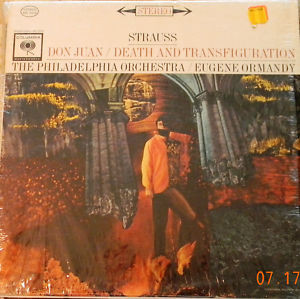 STEREO
STRAUSS
COLUMBIA
DON JUAN / DEATH AND TRANSFIGURATION
THE PHILADELPHIA ORCHESTRA / EUGENE ORMANDY
07.17